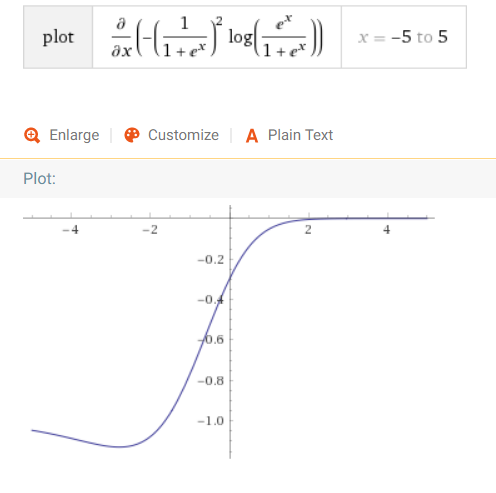 plot ∂/∂x(-(1/(1+e^x))^2 log(e^x/(1+e^x))) x = -5 to 5
Enlarge Customize A Plain Text
Plot:
-4 -2 2 4
-0.2
-0.4
-0.6
-0.8
-1.0